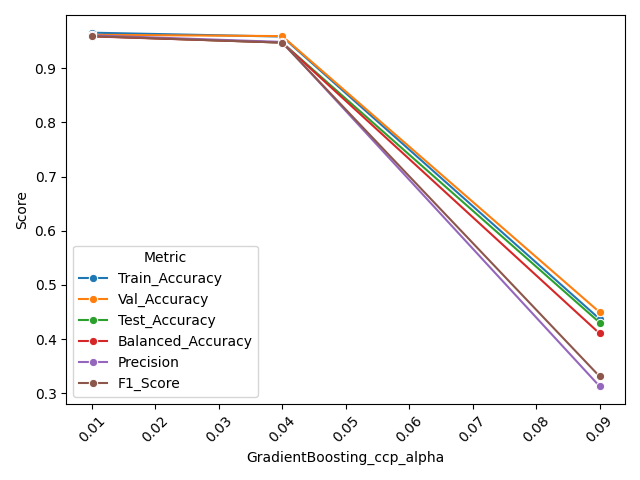 0.9
0.8
0.7
0.6
0.5
0.4
0.3
Score
Metric
Train_Accuracy
Val_Accuracy
Test_Accuracy
Balanced_Accuracy
Precision
F1_Score
0.01 0.02 0.03 0.04 0.05 0.06 0.07 0.08 0.09
GradientBoosting_ccp_alpha